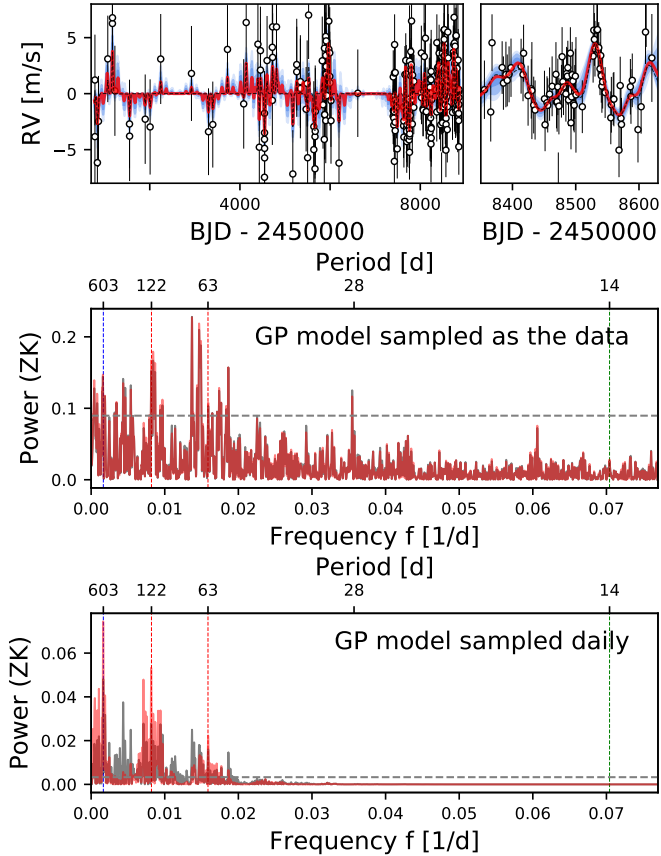 5
0
−5
RV [m/s]
4000 8000
8400 8500 8600
BJD - 2450000 BJD - 2450000
Period [d]
603 122 63 28 14
GP model sampled as the data
0.2
0.1
0.0
Power (ZK)
0.00 0.01 0.02 0.03 0.04 0.05 0.06 0.07
Frequency f [1/d]
Period [d]
603 122 63 28 14
GP model sampled daily
0.06
0.04
0.02
0.00
Power (ZK)
0.00 0.01 0.02 0.03 0.04 0.05 0.06 0.07
Frequency f [1/d]